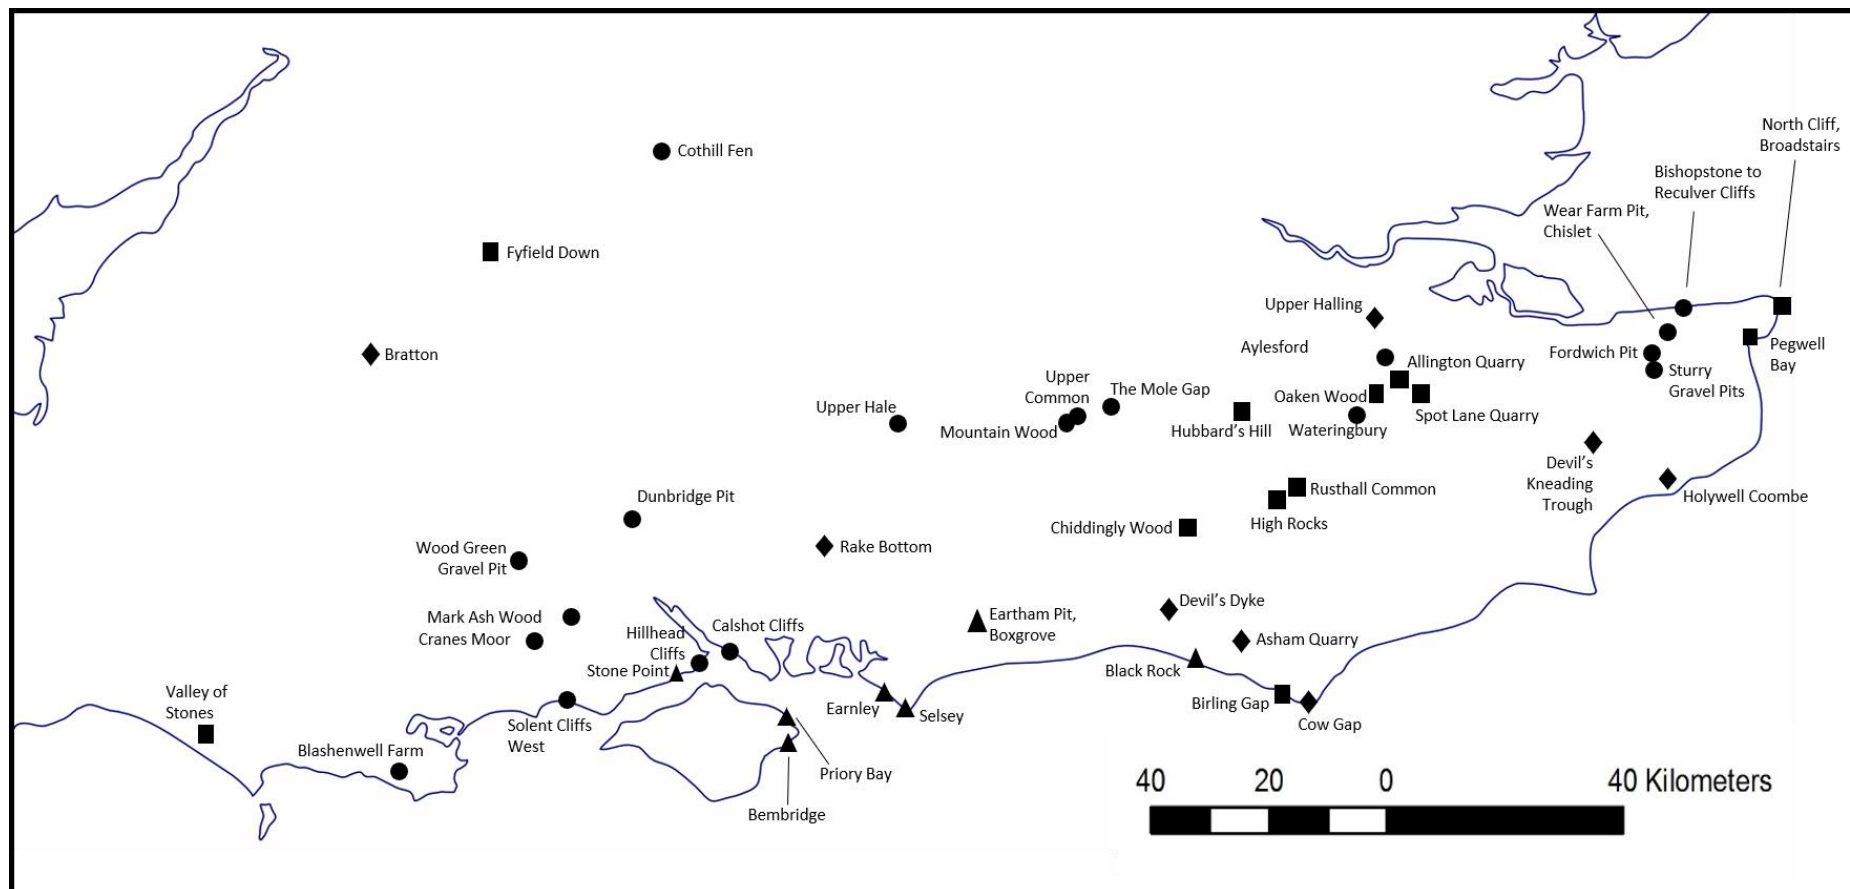 North Cliff,
Broadstairs
Cothill Fen
Bishopstone to
Reculver Cliffs
Wear Farm Pit,
Chislet
Fyfield Down
Upper Halling
Bratton
Aylesford
Allington Quarry
Fordwich Pit
Pegwell
Bay
Sturry
Gravel Pits
Upper
Common
The Mole Gap
Oaken Wood
Upper Hale
Spot Lane Quarry
Mountain Wood
Hubbard's Hill
Wateringbury
Devil's
Kneading
Trough
Holywell Coombe
Rusthall Common
High Rocks
Chiddingly Wood
Dunbridge Pit
Rake Bottom
Wood Green
Gravel Pit
Devil's Dyke
Mark Ash Wood
Cranes Moor
Hillhead
Cliffs
Calshot Cliffs
Eartham Pit,
Boxgrove
Asham Quarry
Stone Point
Black Rock
Valley of
Stones
Birling Gap
Earnley
Selsey
Cow Gap
Solent Cliffs
West
Blashenwell Farm
Priory Bay
Bembridge
40 20 0 40 Kilometers